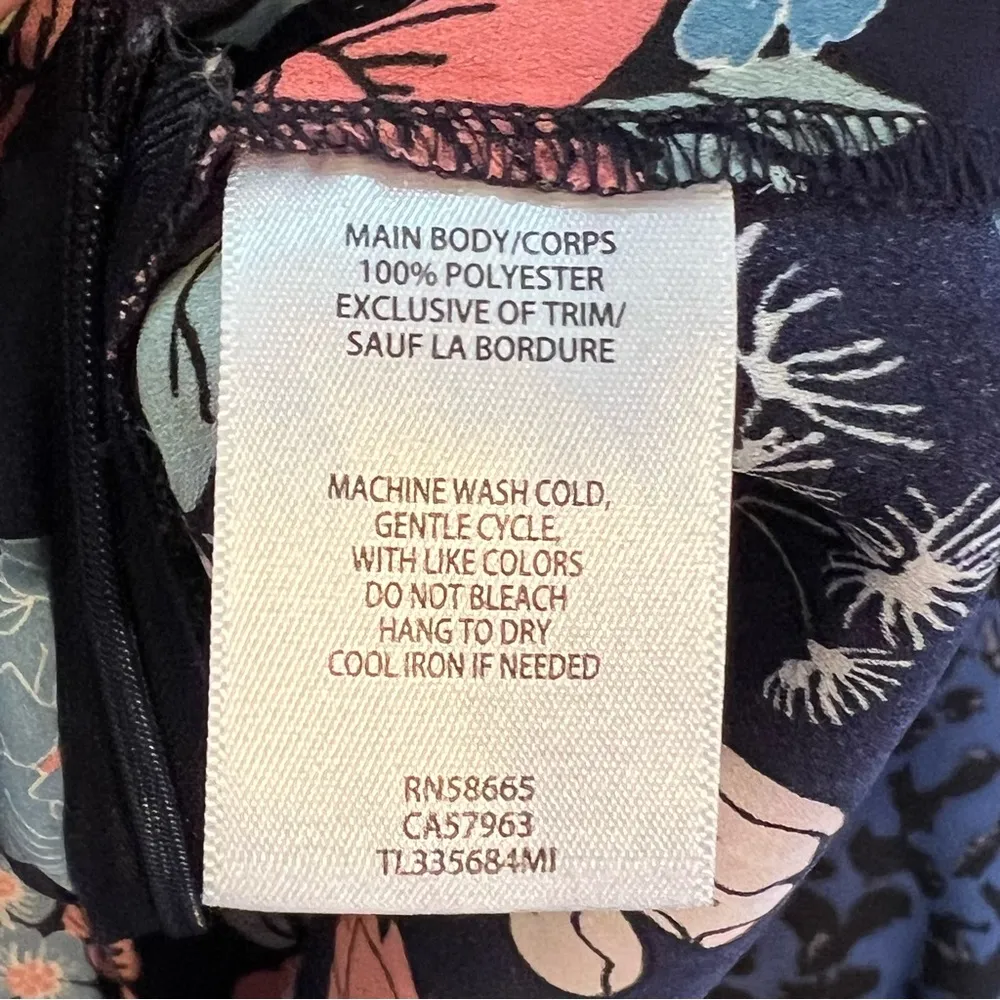 MAIN BODY/CORPS
100% POLYESTER
EXCLUSIVE OF TRIM/
SAUF LA BORDURE
MACHINE WASH COLD,
GENTLE CYCLE,
WITH LIKE COLORS
DO NOT BLEACH
HANG TO DRY
COOL IRON IF NEEDED
RN58665
CA57963
TL335684MI